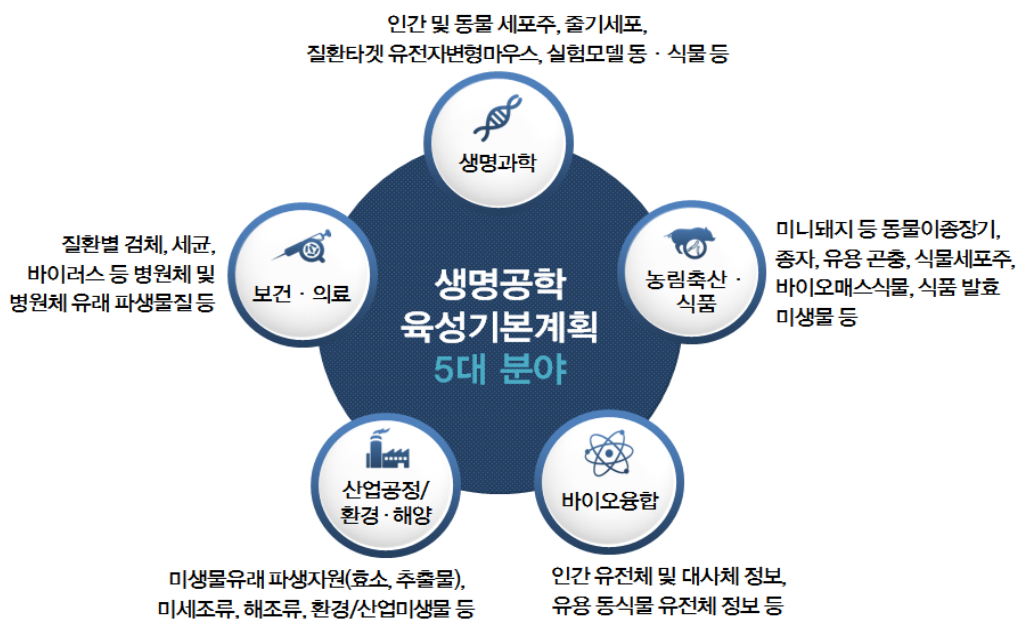 인간 및 동물 세포주, 줄기세포,
질환타겟 유전자변형마우스, 실험모델 동 · 식물 등
생명과학
질환별 검체, 세균,
바이러스 등 병원체 및
병원체 유래 파생물질 등
보건 · 의료
생명공학
육성기본계획
5대 분야
농림축산 ·
식품
미니돼지 등 동물이종장기,
종자, 유용 곤충, 식물세포주,
바이오매스식물, 식품 발효
미생물 등
산업공정/
환경 · 해양
미생물유래 파생자원(효소, 추출물),
미세조류, 해조류, 환경/산업미생물 등
바이오융합
인간 유전체 및 대사체 정보,
유용 동식물 유전체 정보 등